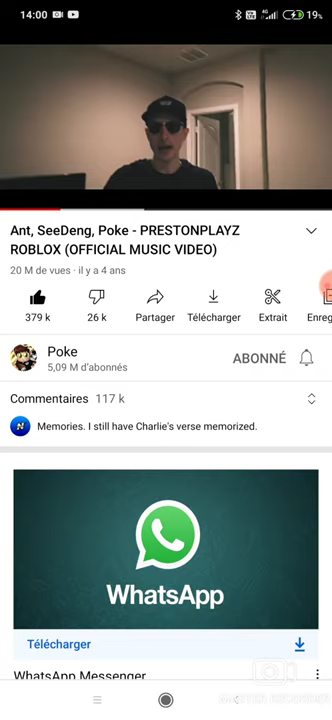 14:00
19%
Ant, SeeDeng, Poke - PRESTONPLAYZ
ROBLOX (OFFICIAL MUSIC VIDEO)
20 M de vues · il y a 4 ans
379 k
26 k
Partager
Télécharger
Extrait
Enreg
Poke
5,09 M d'abonnés
ABONNÉ
Commentaires 117 k
N
Memories. I still have Charlie's verse memorized.
WhatsApp
Télécharger
WhatsApp Messenger